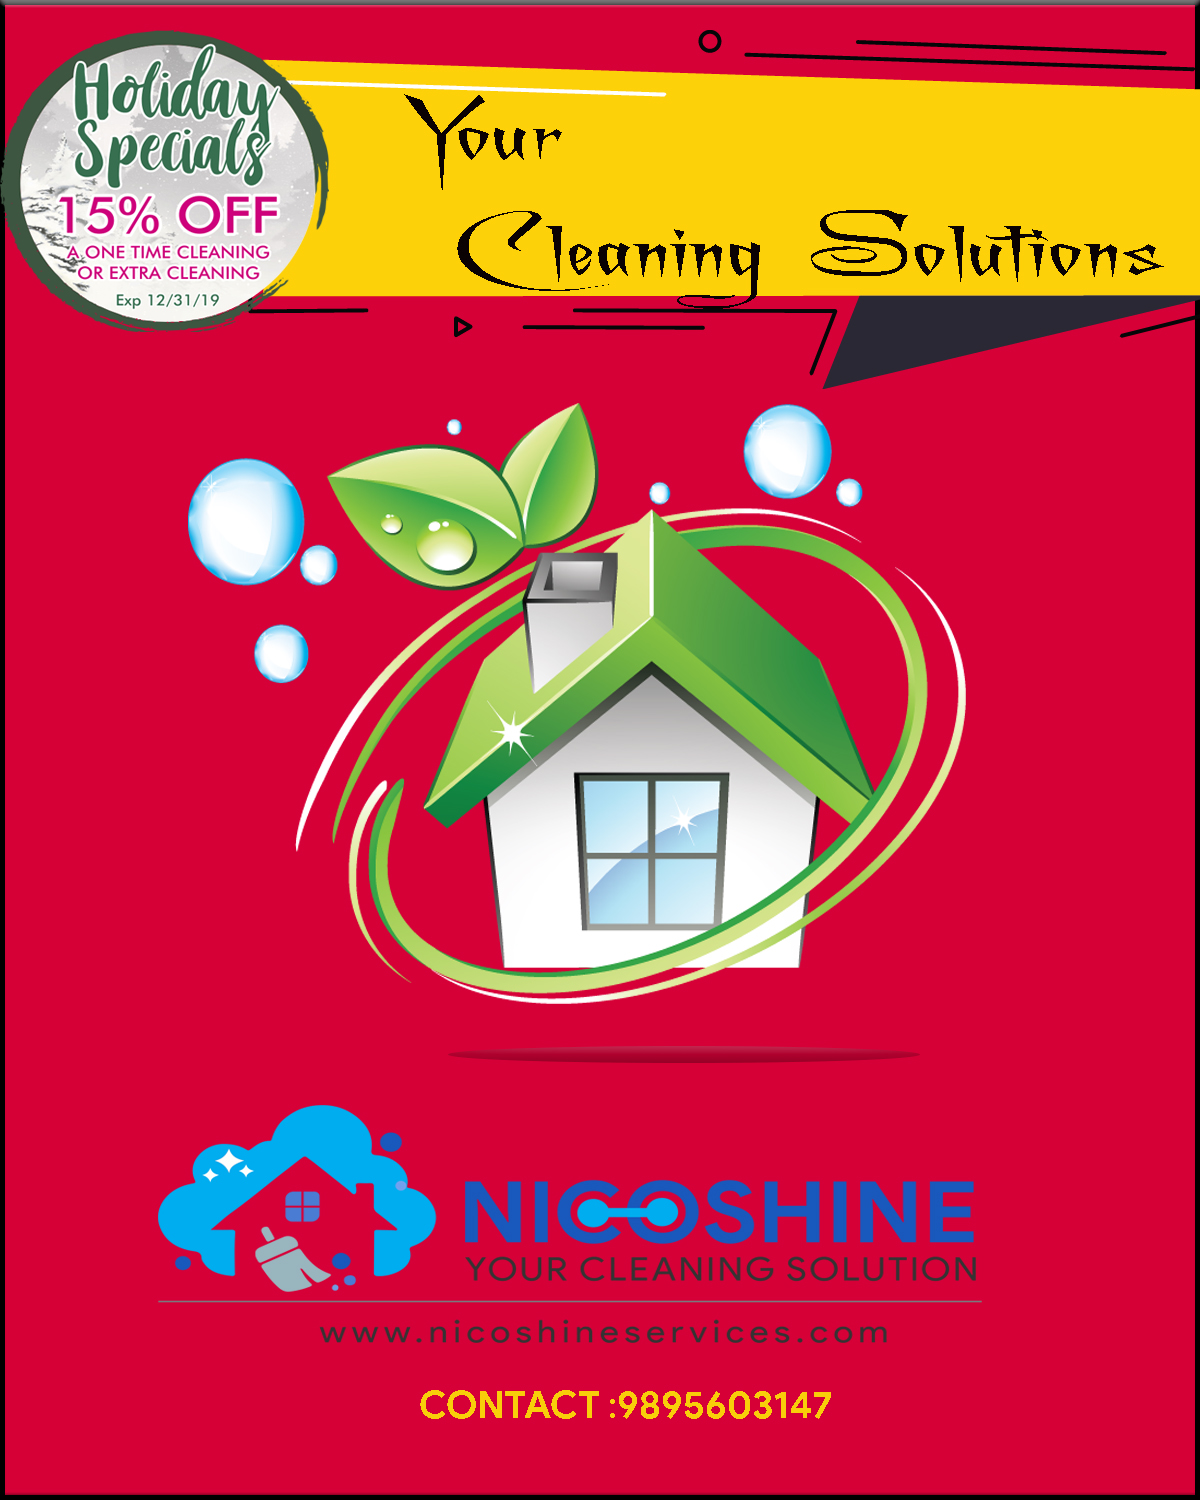 Holiday
Specials
15% OFF
A ONE TIME CLEANING
OR EXTRA CLEANING
Exp 12/31/19
Your
Cleaning Solutions
NICOSHINE
YOUR CLEANING SOLUTION
www.nicoshineservices.com
CONTACT :9895603147